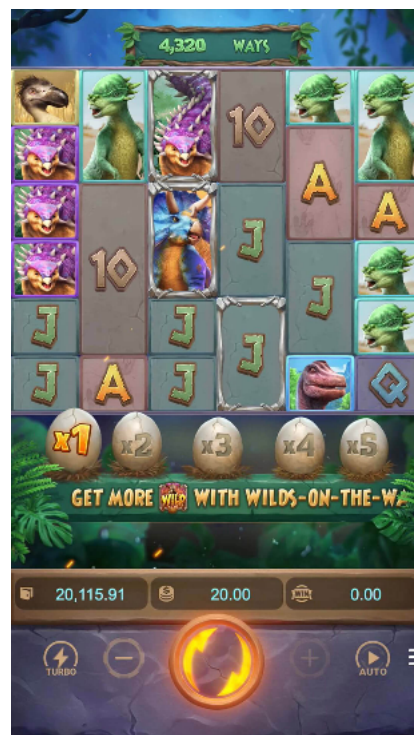 4,320 WAYS
10
A
A
10
J
J
J
J
J
J
A
J
J
Q
x1 x2 x3 x4 x5
GET MORE WILD WITH WILDS-ON-THE-WA
20,115.91 20.00 WIN 0.00
TURBO AUTO